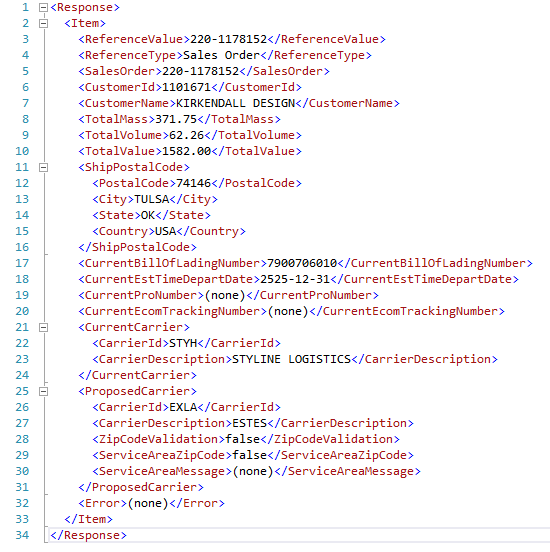 1 <Response>
2 <Item>
3 <ReferenceValue>220-1178152</ReferenceValue>
4 <ReferenceType>Sales Order</ReferenceType>
5 <SalesOrder>220-1178152</SalesOrder>
6 <CustomerId>1101671</CustomerId>
7 <CustomerName>KIRKENDALL DESIGN</CustomerName>
8 <TotalMass>371.75</TotalMass>
9 <TotalVolume>62.26</TotalVolume>
10 <TotalValue>1582.00</TotalValue>
11 <ShipPostalCode>
12 <PostalCode>74146</PostalCode>
13 <City>TULSA</City>
14 <State>OK</State>
15 <Country>USA</Country>
16 </ShipPostalCode>
17 <CurrentBillOfLadingNumber>7900706010</CurrentBillOfLadingNumber>
18 <CurrentEstTimeDepartDate>2525-12-31</CurrentEstTimeDepartDate>
19 <CurrentProNumber>(none)</CurrentProNumber>
20 <CurrentEcomTrackingNumber>(none)</CurrentEcomTrackingNumber>
21 <CurrentCarrier>
22 <CarrierId>STYH</CarrierId>
23 <CarrierDescription>STYLINE LOGISTICS</CarrierDescription>
24 </CurrentCarrier>
25 <ProposedCarrier>
26 <CarrierId>EXLA</CarrierId>
27 <CarrierDescription>ESTES</CarrierDescription>
28 <ZipCodeValidation>false</ZipCodeValidation>
29 <ServiceAreaZipCode>false</ServiceAreaZipCode>
30 <ServiceAreaMessage>(none)</ServiceAreaMessage>
31 </ProposedCarrier>
32 <Error>(none)</Error>
33 </Item>
34 </Response>